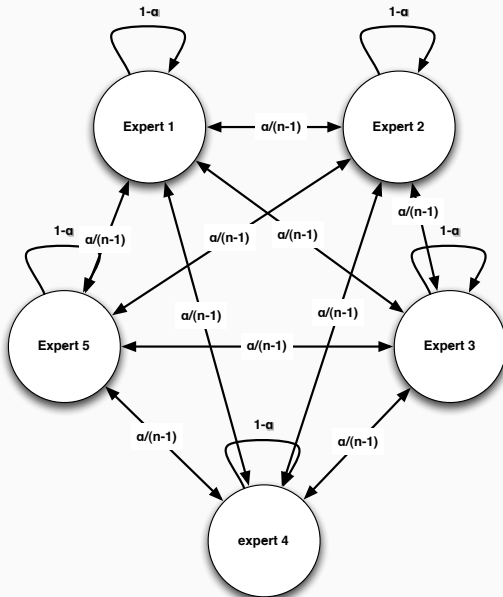 1-α
1-α
Expert 1
α/(n-1)
Expert 2
α/(n-1)
1-α
α/(n-1)
α/(n-1)
α/(n-1)
1-α
α/(n-1)
α/(n-1)
Expert 5
α/(n-1)
Expert 3
1-α
α/(n-1)
α/(n-1)
expert 4